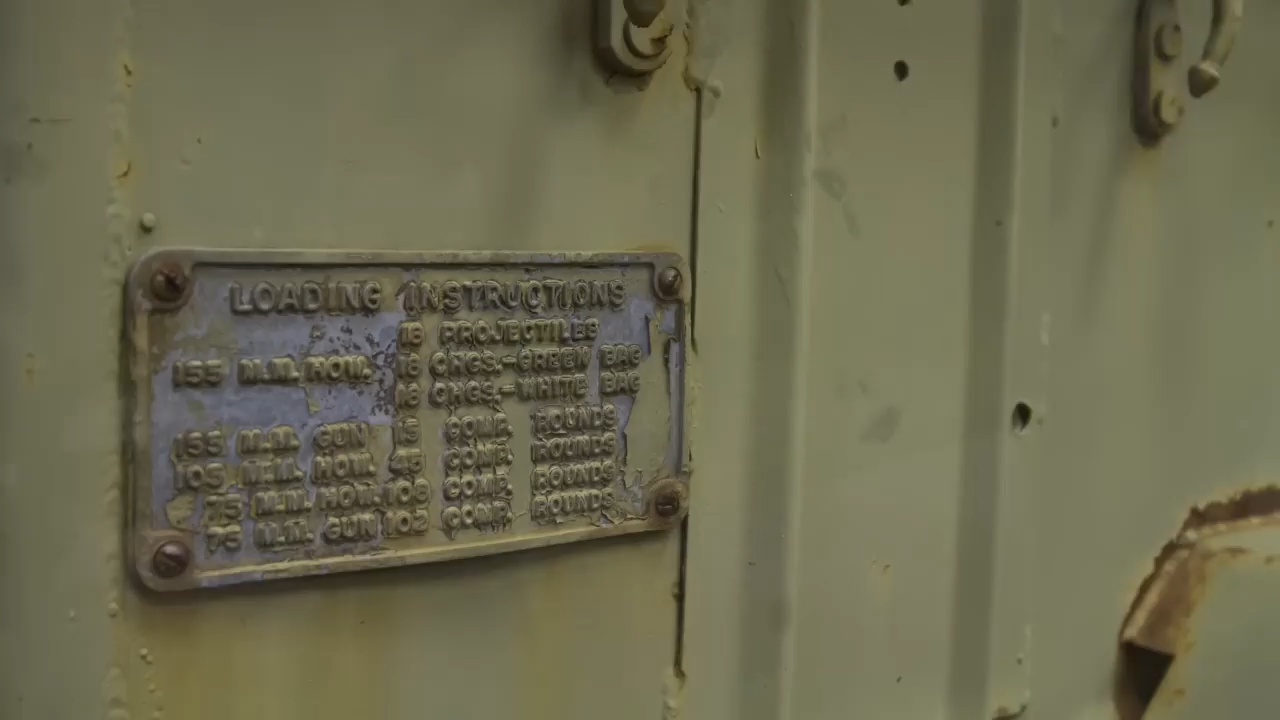 LOADING INSTRUCTIONS
18 PROJECTILES
155 M.M. HOW. 18 CHGS.-GREEN BAG
18 CHGS.-WHITE BAG
155 M.M. GUN 15 COMP. ROUNDS
105 M.M. HOW. 45 COMP. ROUNDS
75 M.M. HOW. 108 COMP. ROUNDS
75 M.M. GUN 102 COMP. ROUNDS